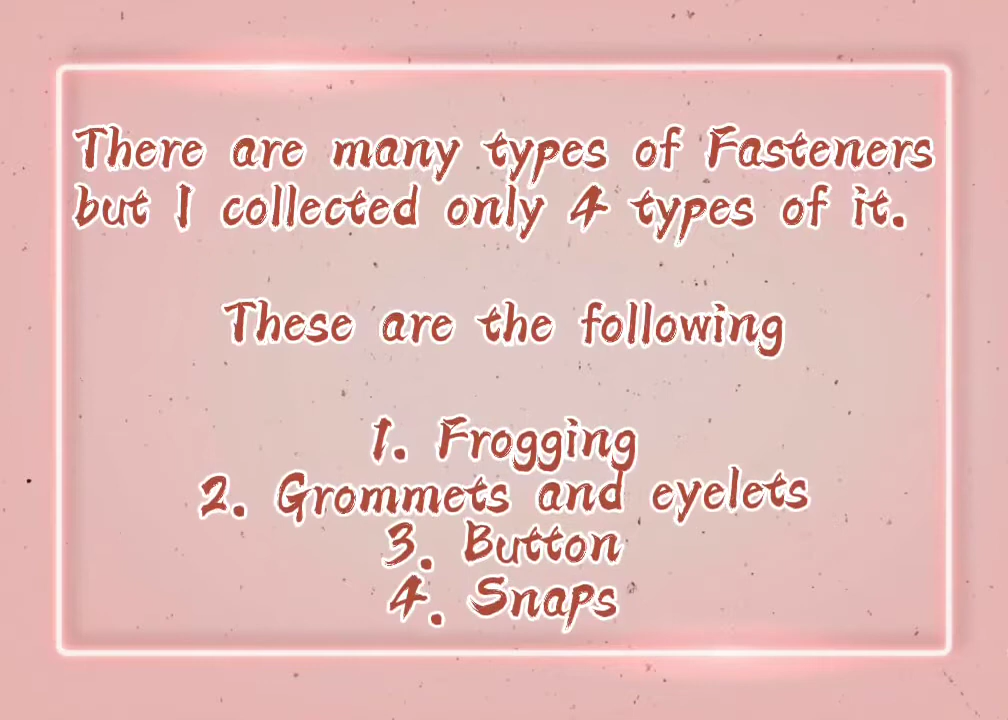 There are many types of Fasteners
but I collected only 4 types of it.
These are the following
1. Frogging
2. Grommets and eyelets
3. Button
4. Snaps